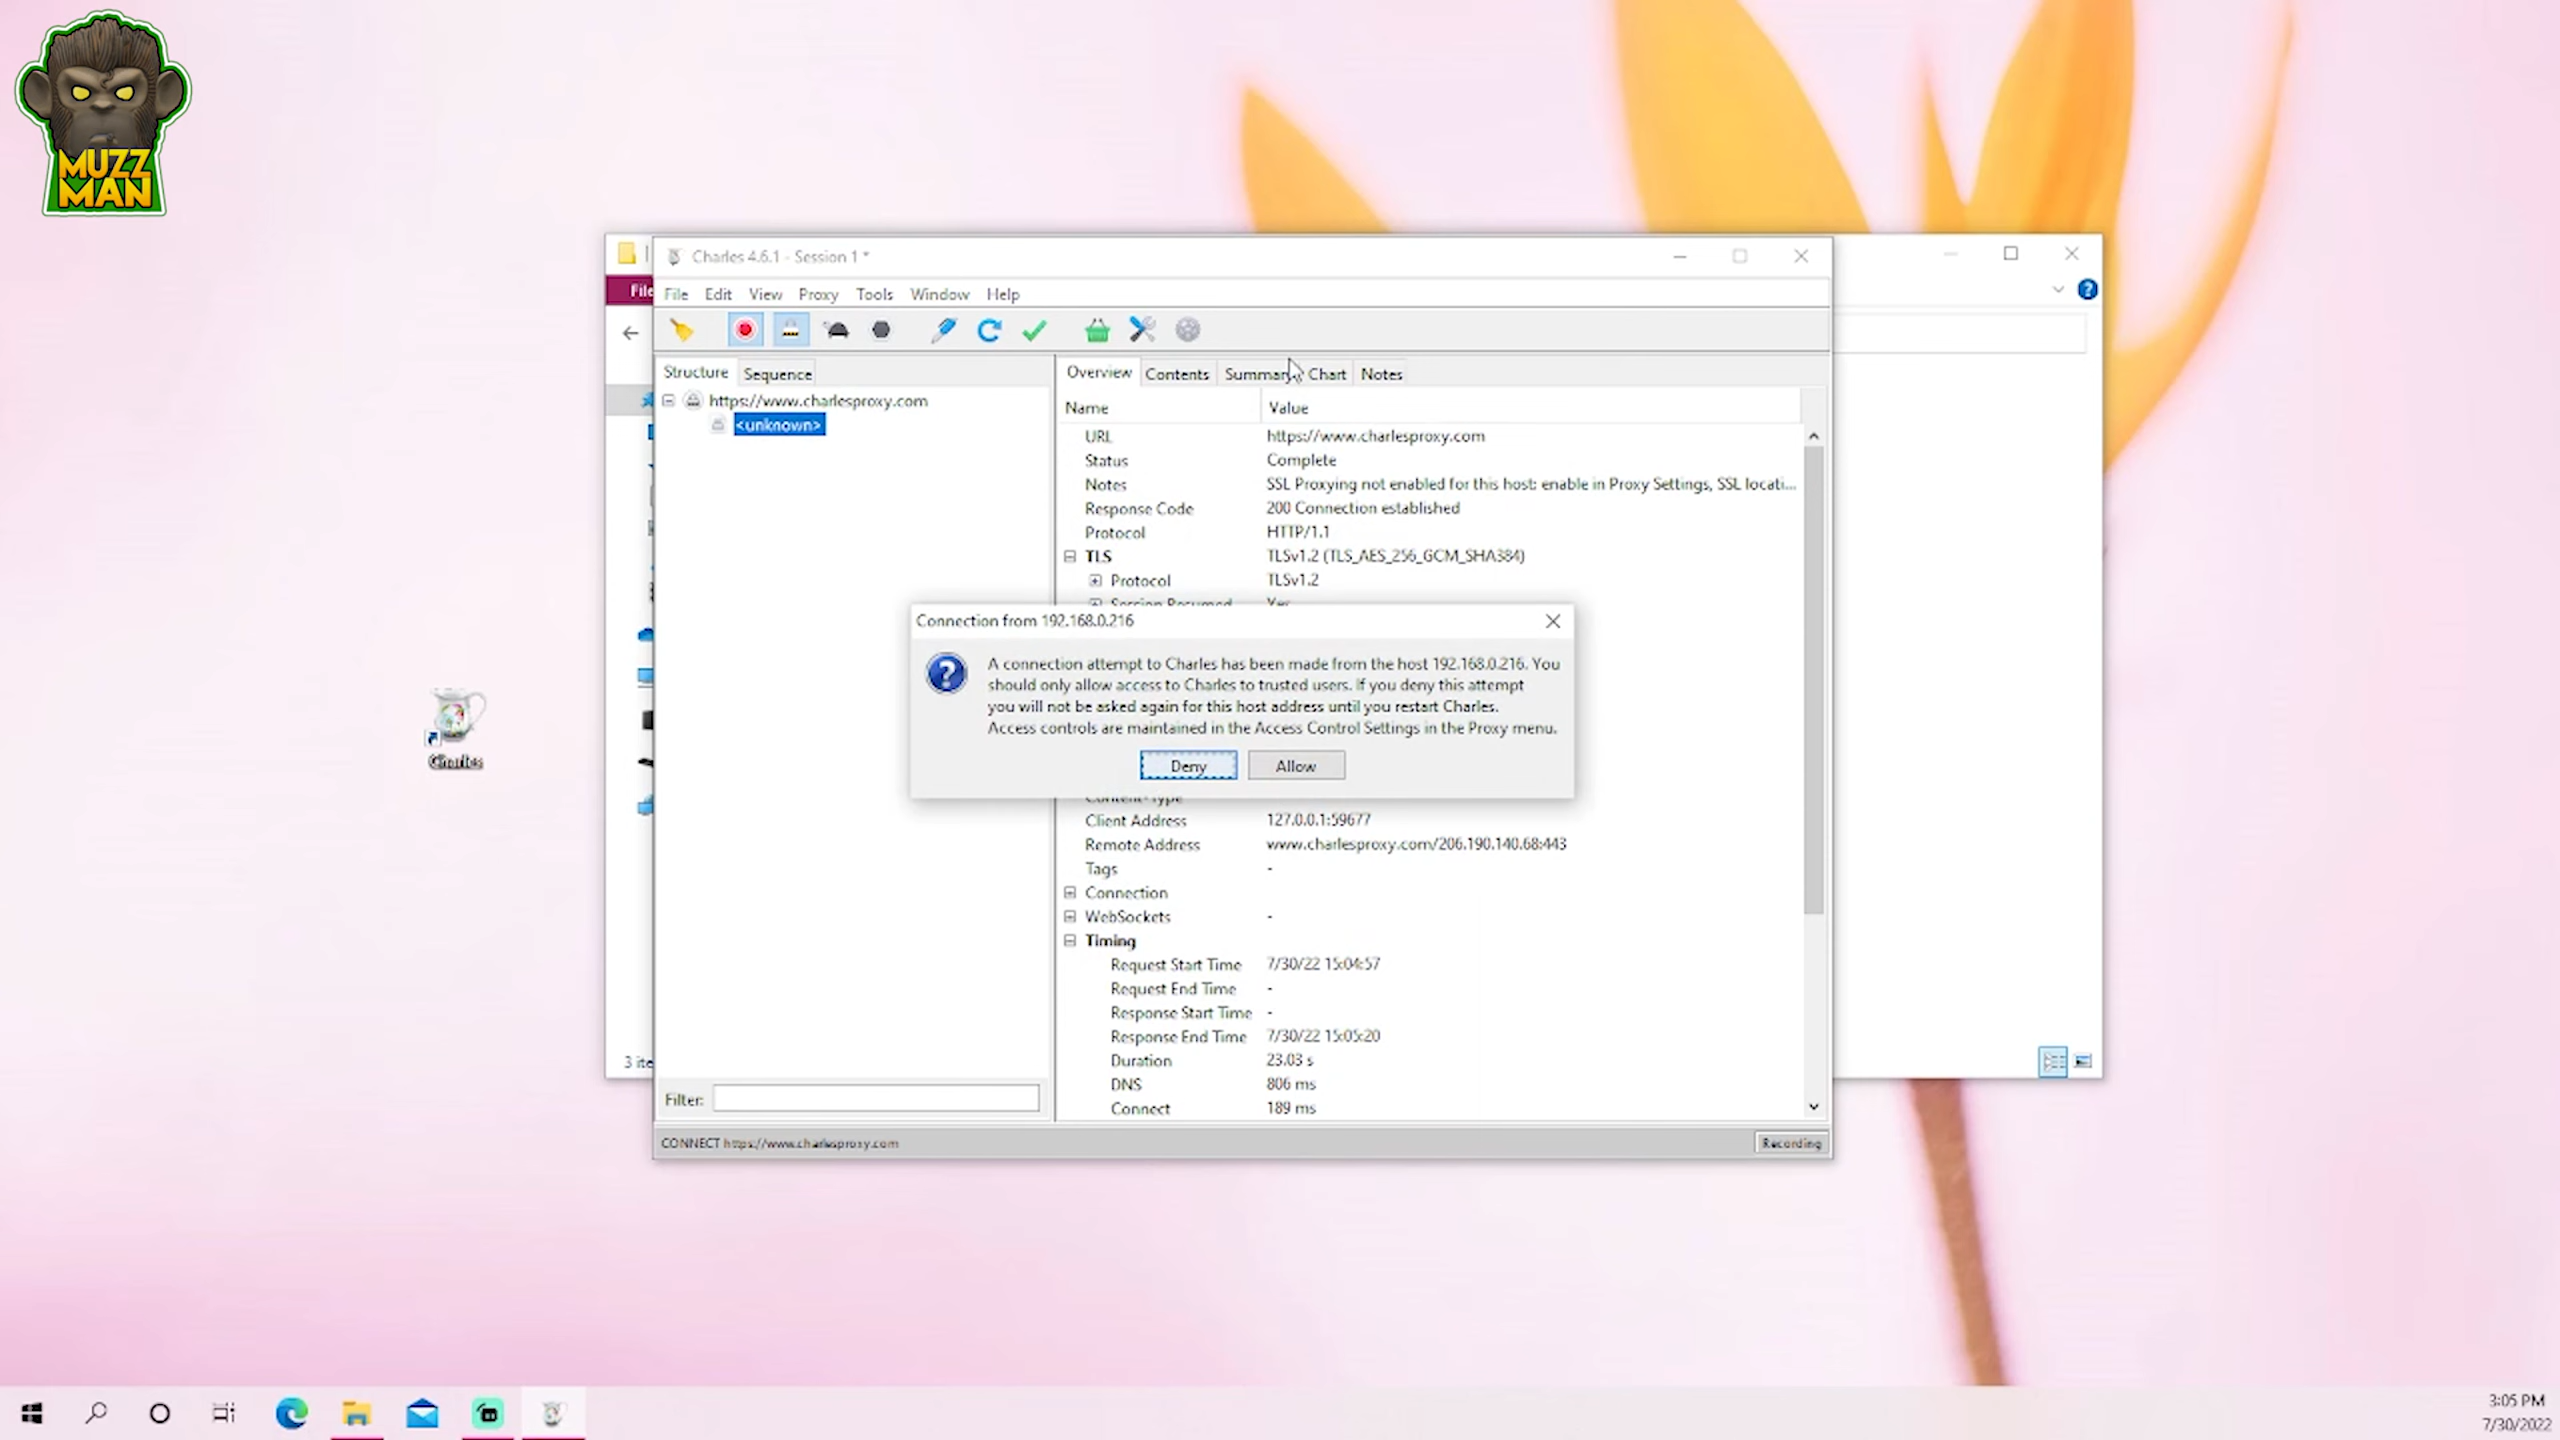 MUZZ
MAN
Charles 4.6.1 - Session 1 *
File
File Edit View Proxy Tools Window Help
Structure Sequence
Overview Contents Summary Chart Notes
https://www.charlesproxy.com
<unknown>
Name Value
URL https://www.charlesproxy.com
Status Complete
Notes SSL Proxying not enabled for this host: enable in Proxy Settings, SSL locati...
Response Code 200 Connection established
Protocol HTTP/1.1
TLS TLSv1.2 (TLS_AES_256_GCM_SHA384)
Protocol TLSv1.2
Session Resumed Yes
Connection from 192.168.0.216
A connection attempt to Charles has been made from the host 192.168.0.216. You
should only allow access to Charles to trusted users. If you deny this attempt
you will not be asked again for this host address until you restart Charles.
Access controls are maintained in the Access Control Settings in the Proxy menu.
Deny Allow
Content-Type
Client Address 127.0.0.1:59677
Remote Address www.charlesproxy.com/206.190.140.68:443
Tags -
Connection
WebSockets -
Timing
Request Start Time 7/30/22 15:04:57
Request End Time -
Response Start Time -
Response End Time 7/30/22 15:05:20
Duration 23.03 s
DNS 806 ms
Connect 189 ms
Filter:
CONNECT https://www.charlesproxy.com
Recording
3 ite
Charles
3:05 PM
7/30/2022